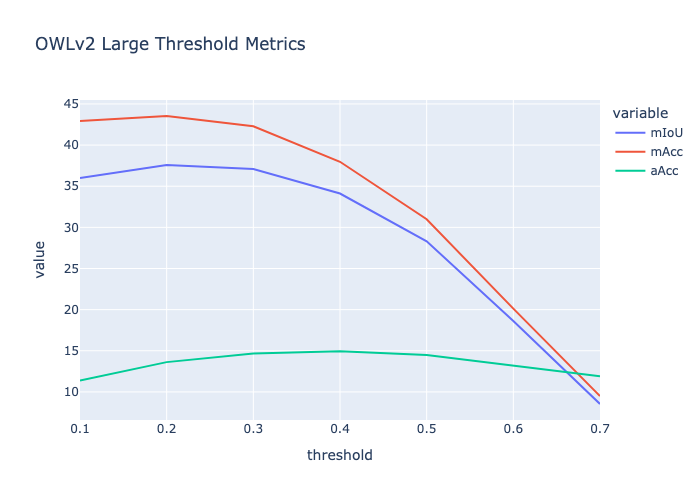 OWLv2 Large Threshold Metrics
variable
mIoU
mAcc
aAcc
value
45
40
35
30
25
20
15
10
0.1 0.2 0.3 0.4 0.5 0.6 0.7
threshold